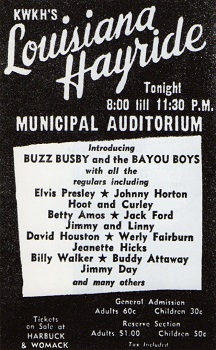 KWKH'S
Louisiana
Hayride
Tonight
8:00 till 11:30 P.M.
MUNICIPAL AUDITORIUM
Introducing
BUZZ BUSBY and the BAYOU BOYS
with all the
regulars including
Elvis Presley ★ Johnny Horton
Hoot and Curley
Betty Amos ★ Jack Ford
Jimmy and Linny
David Houston ★ Werly Fairburn
Jeanette Hicks
Billy Walker ★ Buddy Attaway
Jimmy Day
and many others
General Admission
Adults 60c Children 30c
Reserve Section
Adults $1.00 Children 50c
Tax Included
Tickets
on Sale at
HARBUCK
& WOMACK